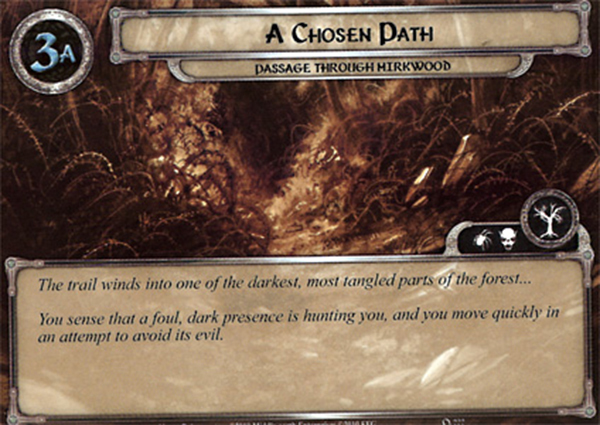 3A
A Chosen Path
Passage Through Mirkwood
The trail winds into one of the darkest, most tangled parts of the forest...
You sense that a foul, dark presence is hunting you, and you move quickly in
an attempt to avoid its evil.